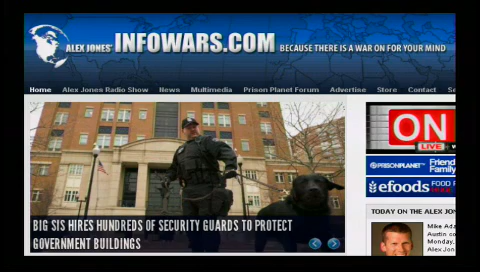 ALEX JONES' INFOWARS.COM BECAUSE THERE IS A WAR ON FOR YOUR MIND
Home Alex Jones Radio Show News Multimedia Prison Planet Forum Advertise Store Contact Se
ON
LIVE
PRISONPLANET Friend
Family
efoods FOOD
BIG SIS HIRES HUNDREDS OF SECURITY GUARDS TO PROTECT
GOVERNMENT BUILDINGS
TODAY ON THE ALEX JO
Mike Ada
Austin
Monday.
Alex Jon